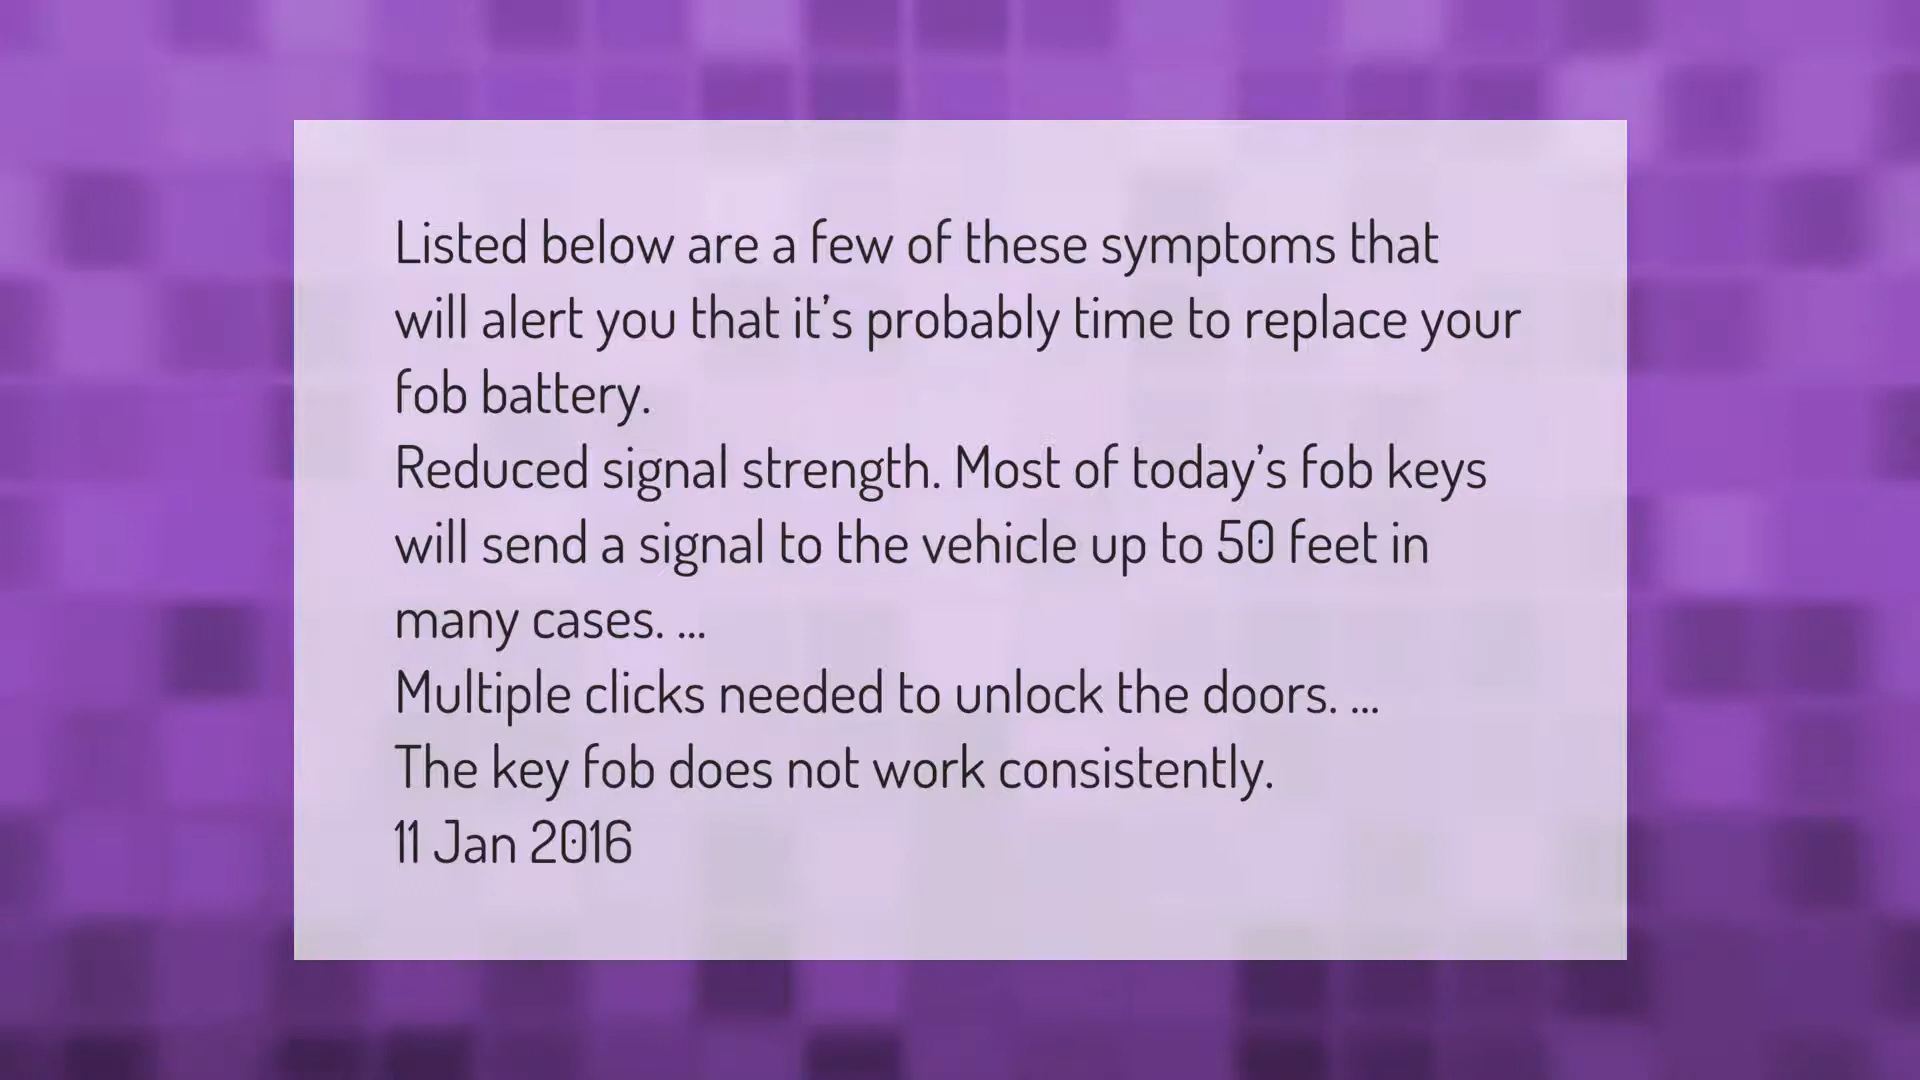 Listed below are a few of these symptoms that
will alert you that it's probably time to replace your
fob battery.
Reduced signal strength. Most of today's fob keys
will send a signal to the vehicle up to 50 feet in
many cases. ...
Multiple clicks needed to unlock the doors. ...
The key fob does not work consistently.
11 Jan 2016